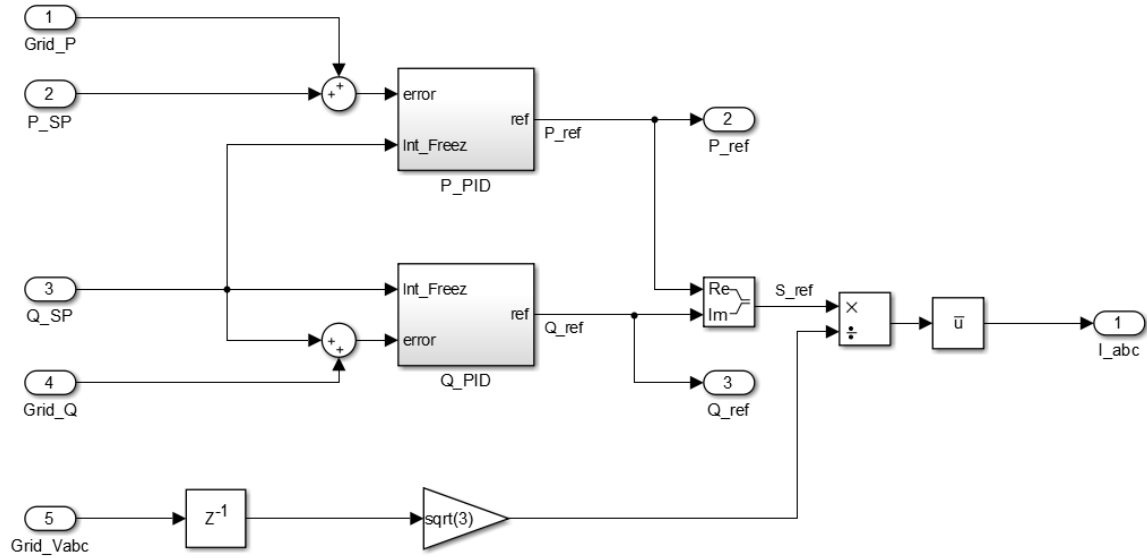 1
Grid_P
2
P_SP
+
+
error
ref
Int_Freez
P_PID
P_ref
2
P_ref
3
Q_SP
Int_Freez
ref
error
Q_PID
Q_ref
+
+
4
Grid_Q
Re
Im
S_ref
×
÷
u
1
I_abc
3
Q_ref
5
Grid_Vabc
Z-1
sqrt(3)